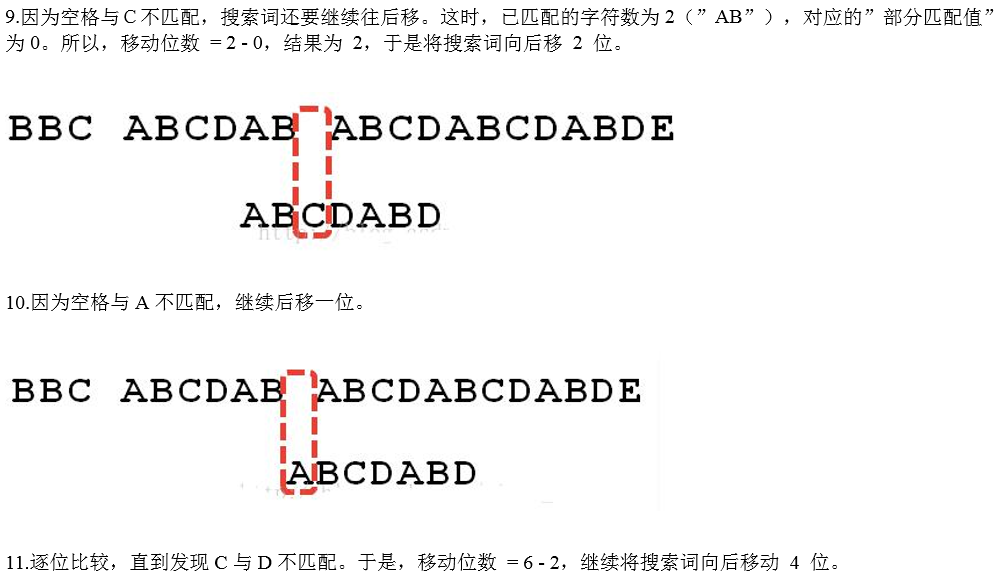 9.因为空格与C不匹配，搜索词还要继续往后移。这时，已匹配的字符数为2（”AB”），对应的”部分匹配值”
为0。所以，移动位数 = 2 - 0，结果为 2，于是将搜索词向后移 2 位。
BBC ABCDAB ABCDABCDABDE
ABCDABD
10.因为空格与A不匹配，继续后移一位。
BBC ABCDAB ABCDABCDABDE
ABCDABD
11.逐位比较，直到发现C与D不匹配。于是，移动位数 = 6 - 2，继续将搜索词向后移动 4 位。